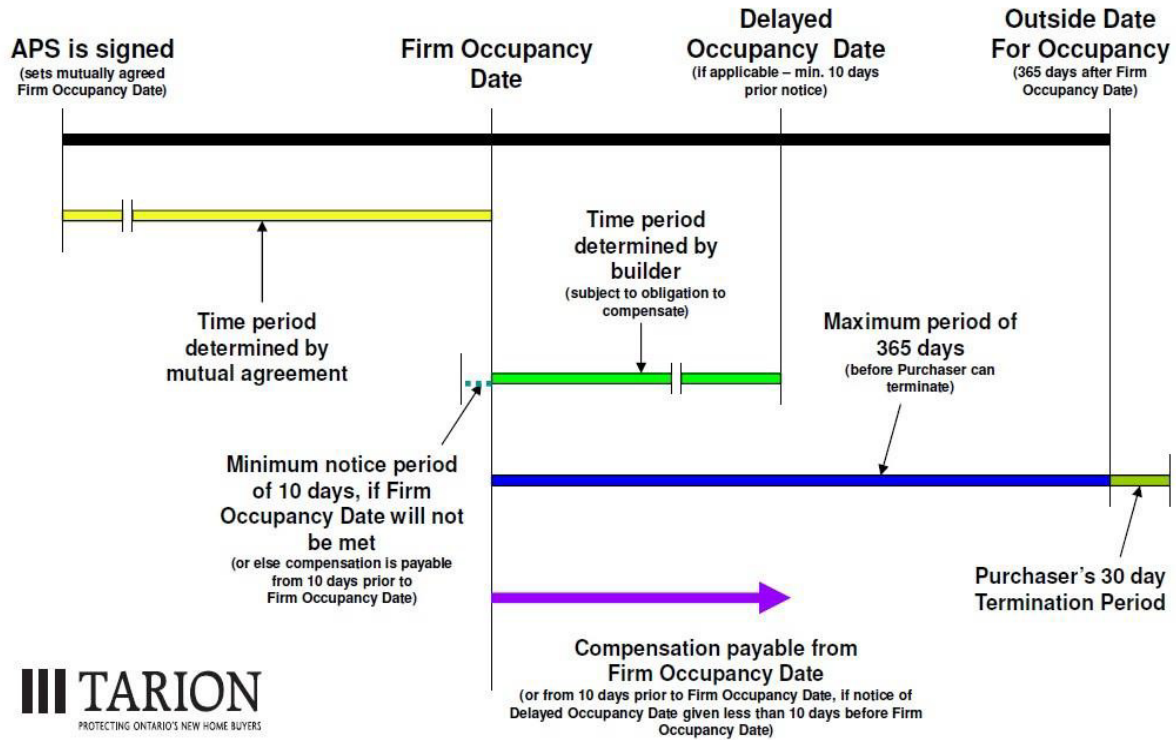 APS is signed
(sets mutually agreed
Firm Occupancy Date)
Firm Occupancy
Date
Delayed
Occupancy Date
(if applicable – min. 10 days
prior notice)
Outside Date
For Occupancy
(365 days after Firm
Occupancy Date)
Time period
determined by
mutual agreement
Time period
determined by
builder
(subject to obligation to
compensate)
Maximum period of
365 days
(before Purchaser can
terminate)
Minimum notice period
of 10 days, if Firm
Occupancy Date will not
be met
(or else compensation is payable
from 10 days prior to
Firm Occupancy Date)
Purchaser's 30 day
Termination Period
Compensation payable from
Firm Occupancy Date
(or from 10 days prior to Firm Occupancy Date, if notice of
Delayed Occupancy Date given less than 10 days before Firm
Occupancy Date)
TARION
PROTECTING ONTARIO'S NEW HOME BUYERS